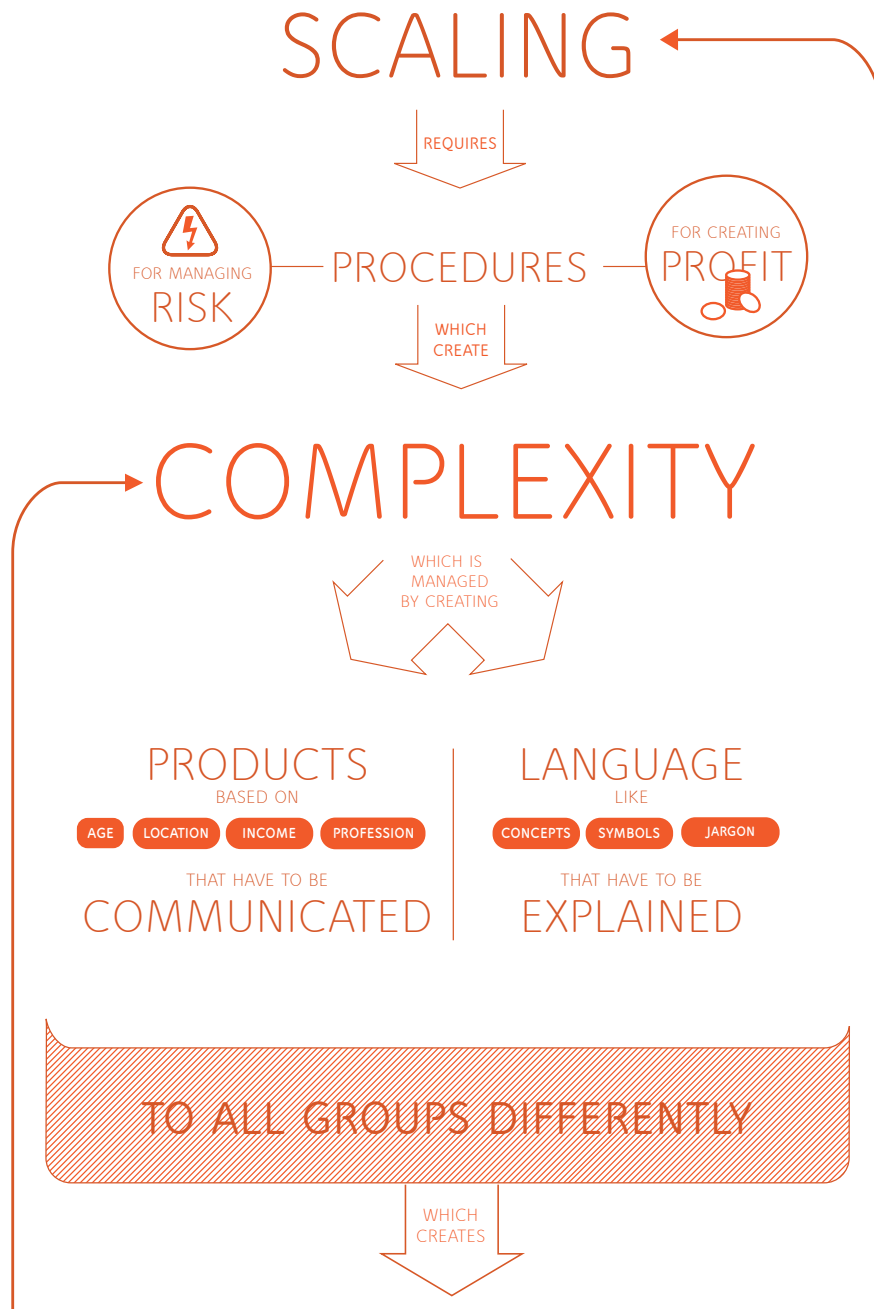 SCALING
REQUIRES
FOR MANAGING
RISK
PROCEDURES
FOR CREATING
PROFIT
WHICH
CREATE
COMPLEXITY
WHICH IS
MANAGED
BY CREATING
PRODUCTS
BASED ON
AGE
LOCATION
INCOME
PROFESSION
THAT HAVE TO BE
COMMUNICATED
LANGUAGE
LIKE
CONCEPTS
SYMBOLS
JARGON
THAT HAVE TO BE
EXPLAINED
TO ALL GROUPS DIFFERENTLY
WHICH
CREATES